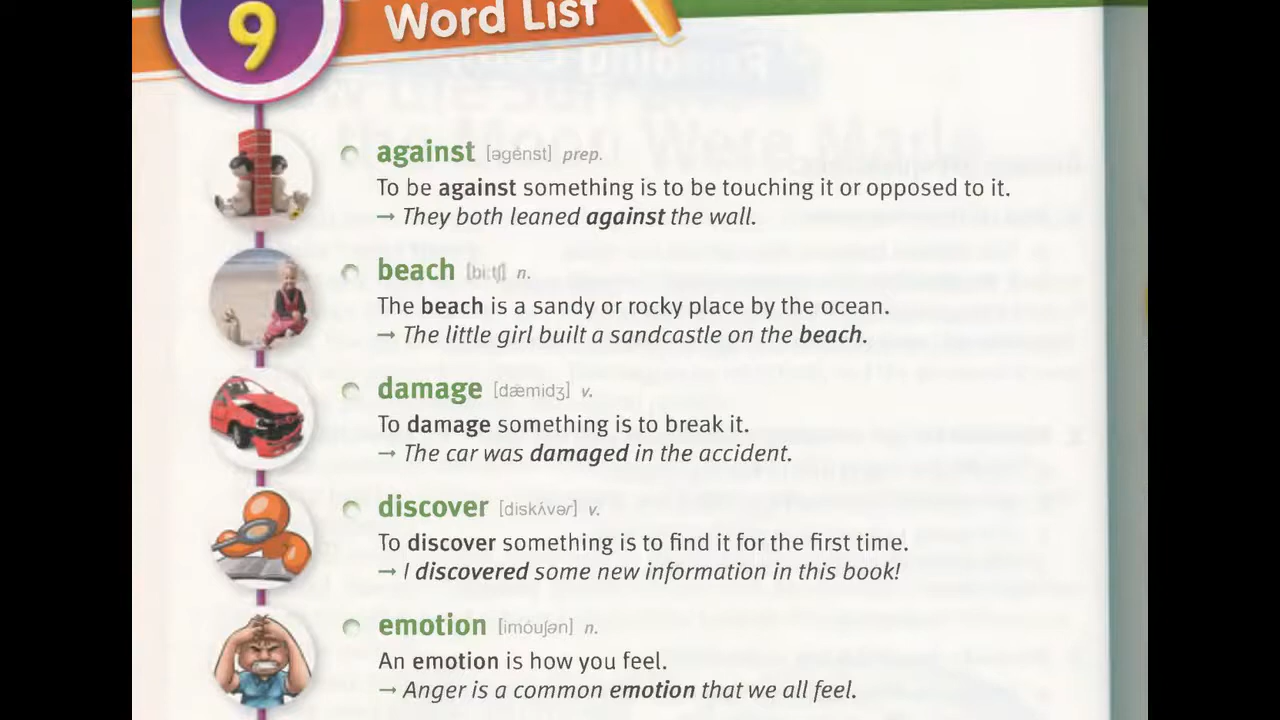 9
Word List
against [əgénst] prep.
To be against something is to be touching it or opposed to it.
→ They both leaned against the wall.
beach [bi:tʃ] n.
The beach is a sandy or rocky place by the ocean.
→ The little girl built a sandcastle on the beach.
damage [dǽmidʒ] v.
To damage something is to break it.
→ The car was damaged in the accident.
discover [diskʌ́vər] v.
To discover something is to find it for the first time.
→ I discovered some new information in this book!
emotion [imóuʃən] n.
An emotion is how you feel.
→ Anger is a common emotion that we all feel.